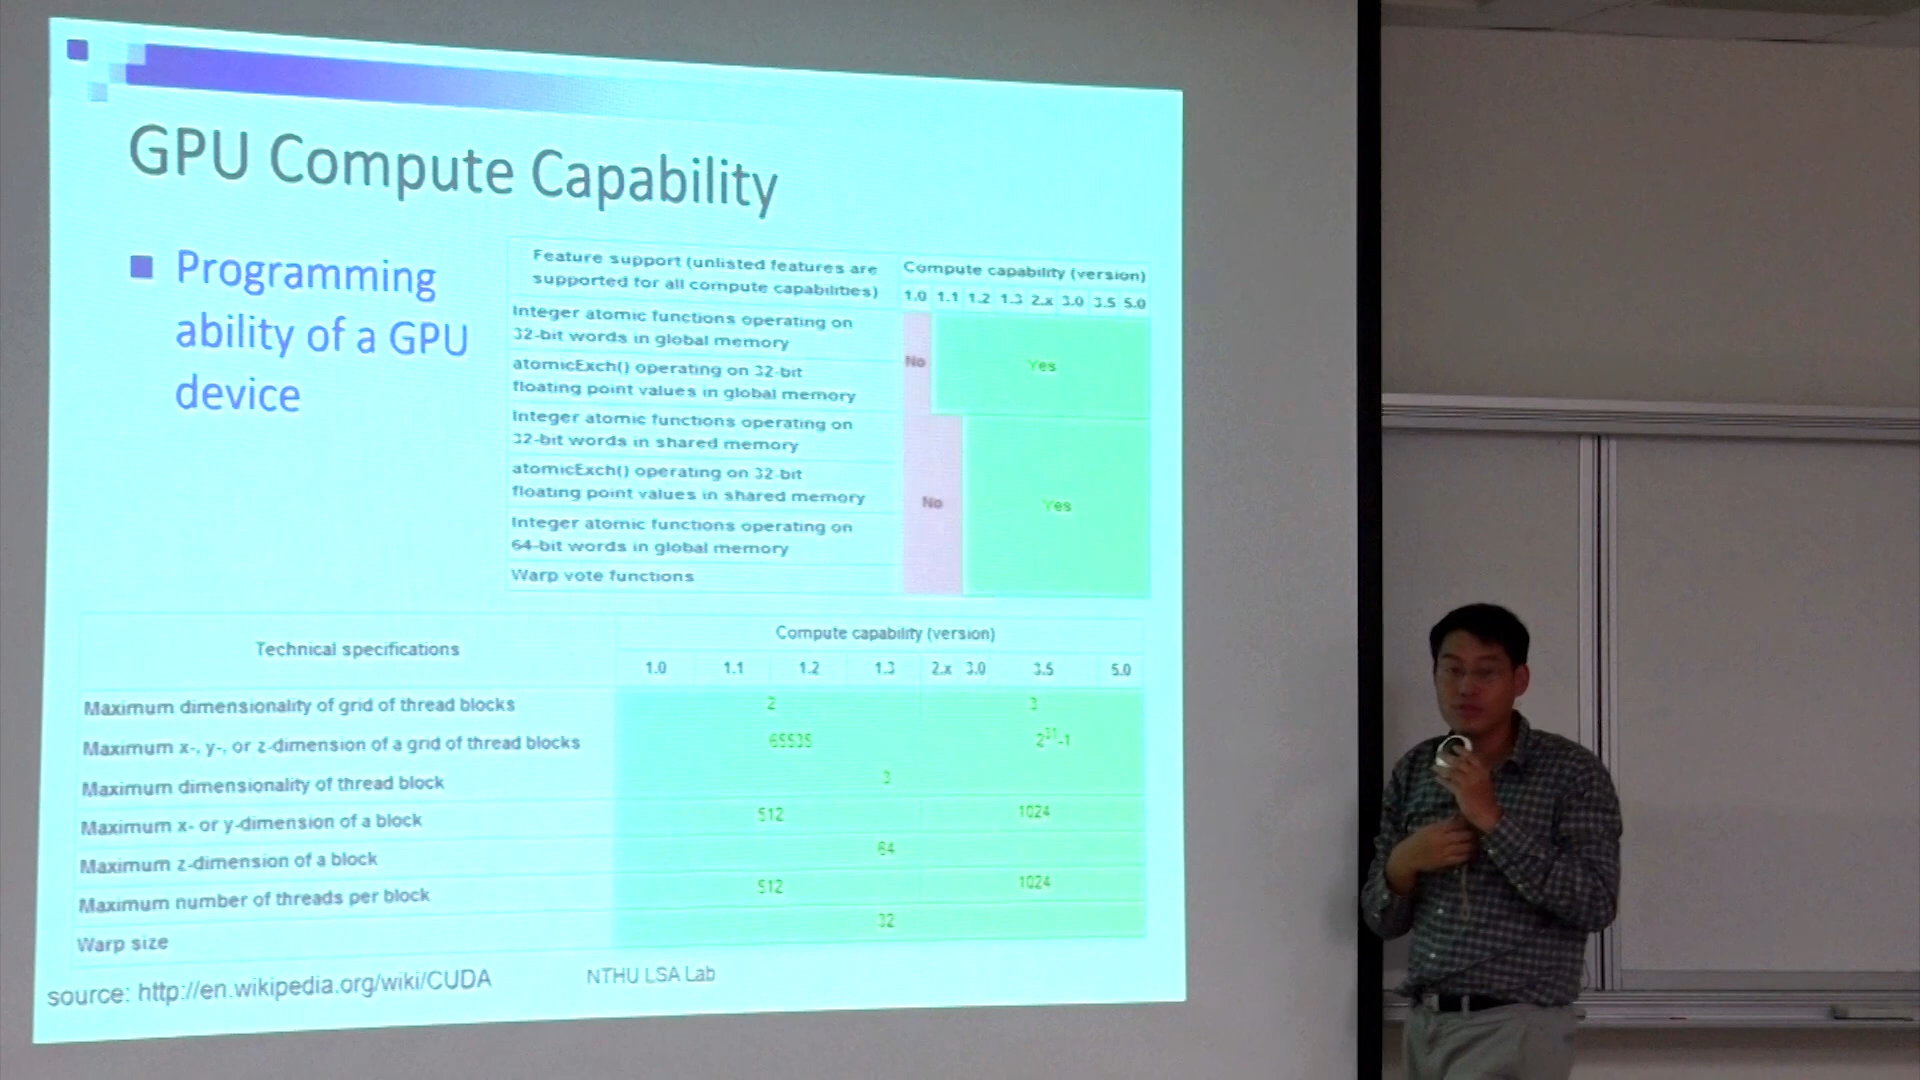 GPU Compute Capability
Programming
ability of a GPU
device
Feature support (unlisted features are
supported for all compute capabilities)
Compute capability (version)
1.0 1.1 1.2 1.3 2.x 3.0 3.5 5.0
Integer atomic functions operating on
32-bit words in global memory
atomicExch() operating on 32-bit
floating point values in global memory
No
Yes
Integer atomic functions operating on
32-bit words in shared memory
atomicExch() operating on 32-bit
floating point values in shared memory
Integer atomic functions operating on
64-bit words in global memory
Warp vote functions
No
Yes
Technical specifications
Compute capability (version)
1.0 1.1 1.2 1.3 2.x 3.0 3.5 5.0
Maximum dimensionality of grid of thread blocks 2 3
Maximum x-, y-, or z-dimension of a grid of thread blocks 65535 2^31-1
Maximum dimensionality of thread block 3
Maximum x- or y-dimension of a block 512 1024
Maximum z-dimension of a block 64
Maximum number of threads per block 512 1024
Warp size 32
source: http://en.wikipedia.org/wiki/CUDA
NTHU LSA Lab